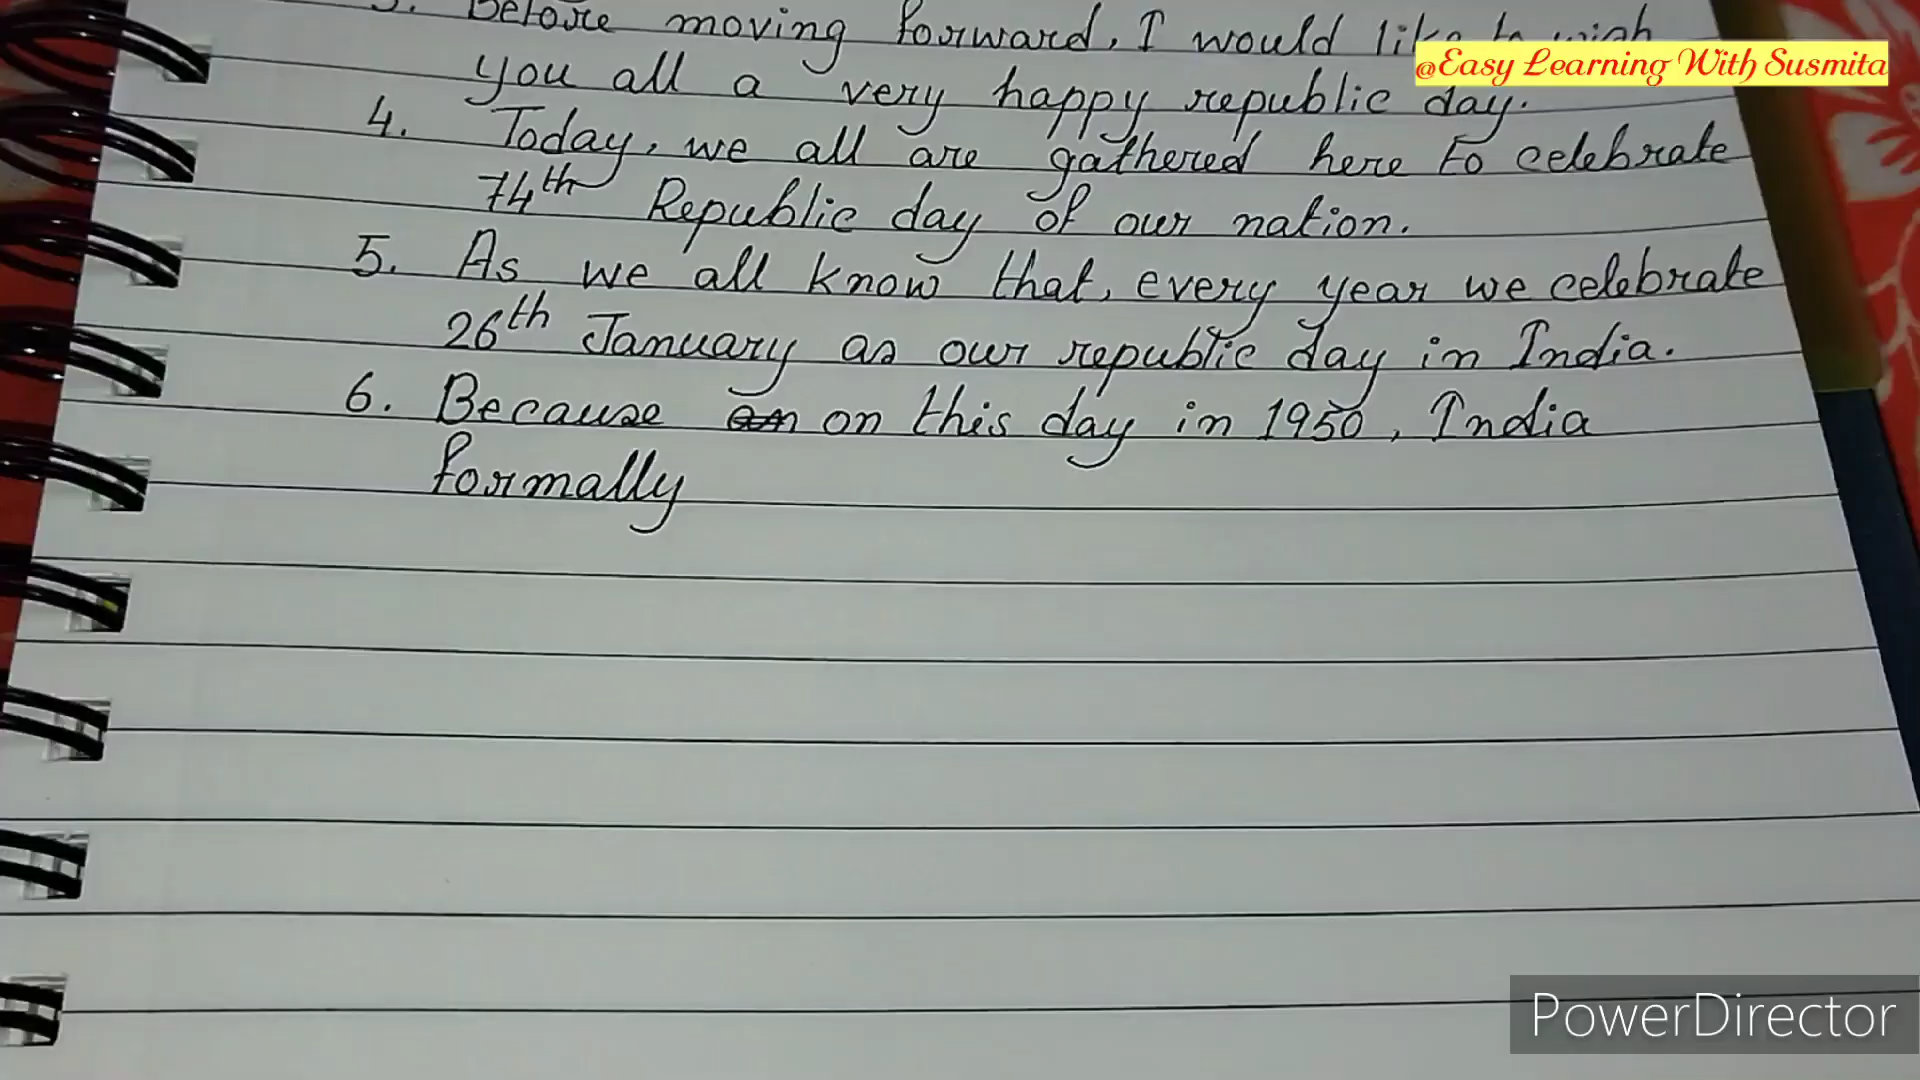 3. Before moving forward, I would like to wish
@Easy Learning With Susmita
you all a very happy republic day.
4. Today, we all are gathered here to celebrate
74th Republic day of our nation.
5. As we all know that, every year we celebrate
26th January as our republic day in India.
6. Because on this day in 1950, India
formally
PowerDirector